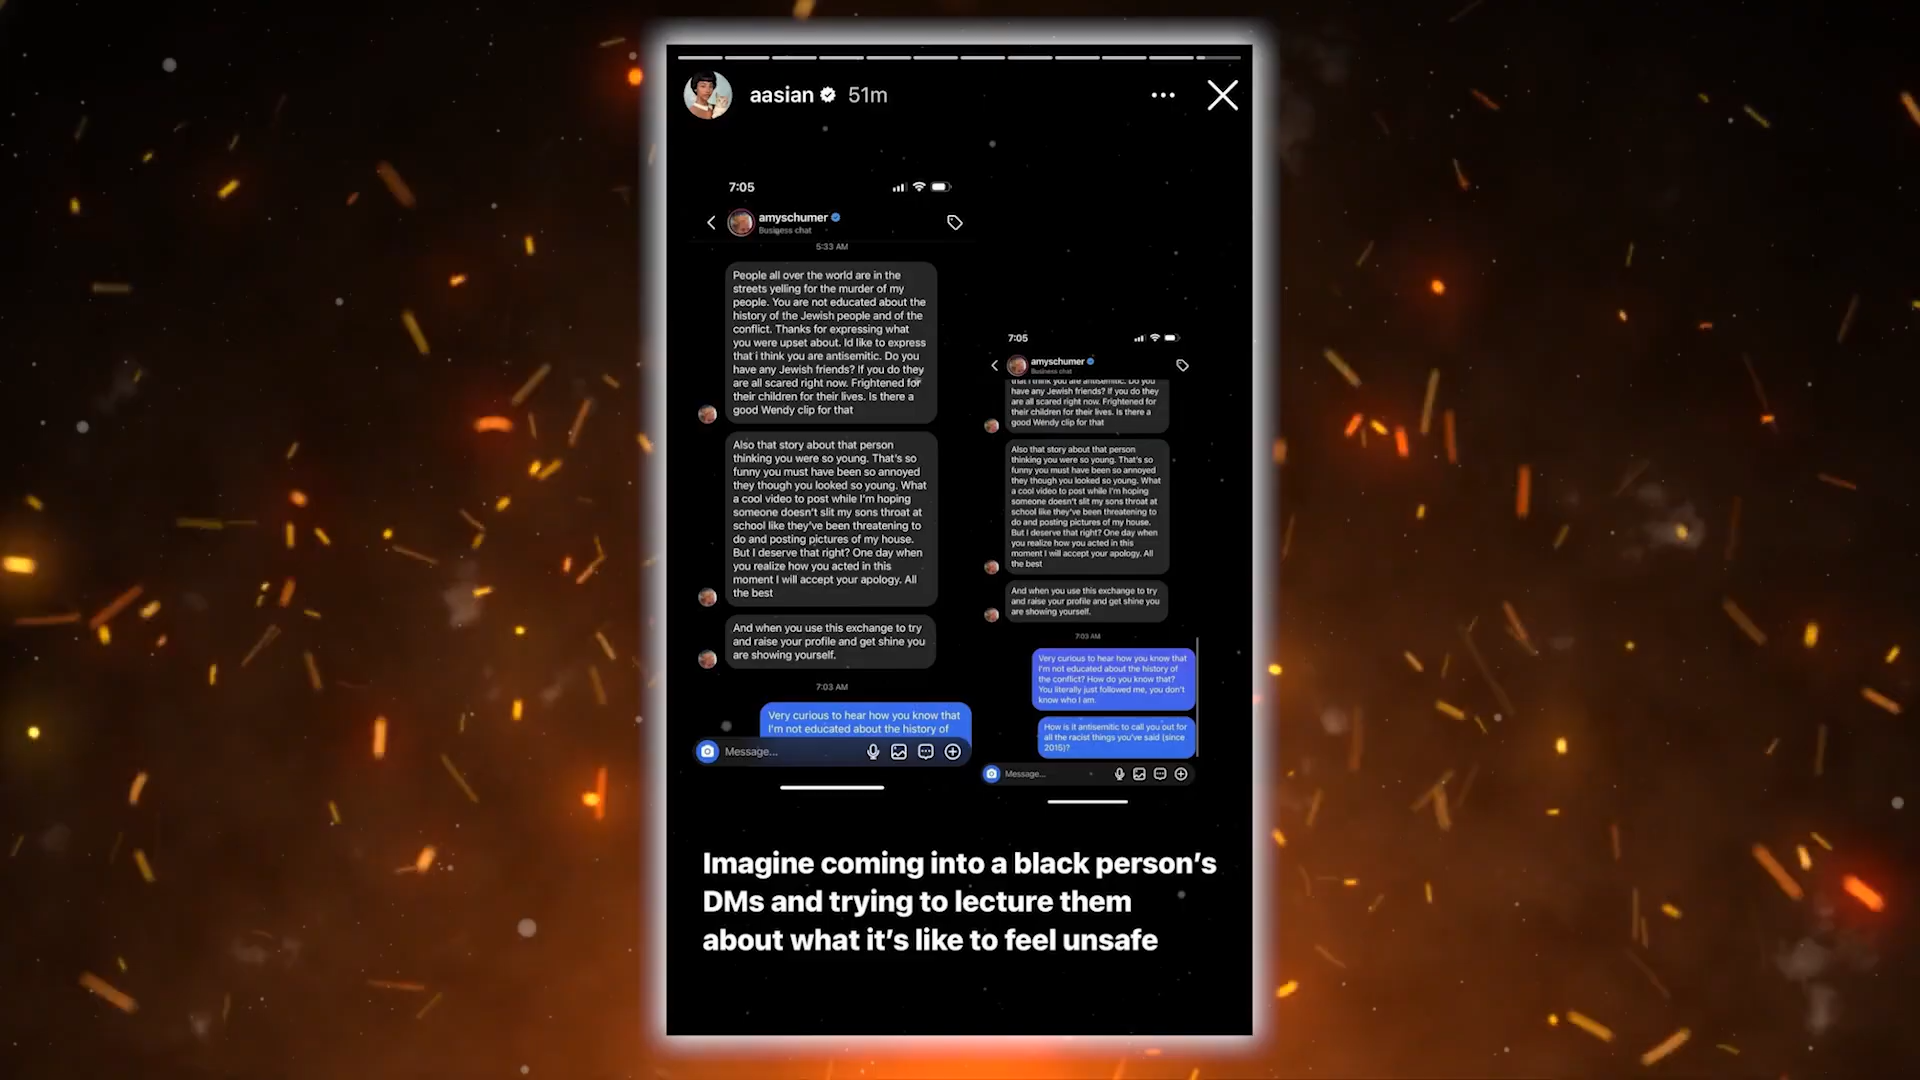 aasian 51m
7:05
amyschumer
Business chat
5:33 AM
People all over the world are in the
streets yelling for the murder of my
people. You are not educated about the
history of the Jewish people and of the
conflict. Thanks for expressing what
you were upset about. Id like to express
that i think you are antisemitic. Do you
have any Jewish friends? If you do they
are all scared right now. Frightened for
their children for their lives. Is there a
good Wendy clip for that
Also that story about that person
thinking you were so young. That's so
funny you must have been so annoyed
they though you looked so young. What
a cool video to post while I'm hoping
someone doesn't slit my sons throat at
school like they've been threatening to
do and posting pictures of my house.
But I deserve that right? One day when
you realize how you acted in this
moment I will accept your apology. All
the best
And when you use this exchange to try
and raise your profile and get shine you
are showing yourself.
7:03 AM
Very curious to hear how you know that
I'm not educated about the history of
Message...
7:05
amyschumer
Business chat
that i think you are antisemitic. Do you
have any Jewish friends? If you do they
are all scared right now. Frightened for
their children for their lives. Is there a
good Wendy clip for that
Also that story about that person
thinking you were so young. That's so
funny you must have been so annoyed
they though you looked so young. What
a cool video to post while I'm hoping
someone doesn't slit my sons throat at
school like they've been threatening to
do and posting pictures of my house.
But I deserve that right? One day when
you realize how you acted in this
moment I will accept your apology. All
the best
And when you use this exchange to try
and raise your profile and get shine you
are showing yourself.
7:03 AM
Very curious to hear how you know that
I'm not educated about the history of
the conflict? How do you know that?
You literally just followed me, you don't
know who I am.
How is it antisemitic to call you out for
all the racist things you've said (since
2015)?
Message...
Imagine coming into a black person's
DMs and trying to lecture them
about what it's like to feel unsafe